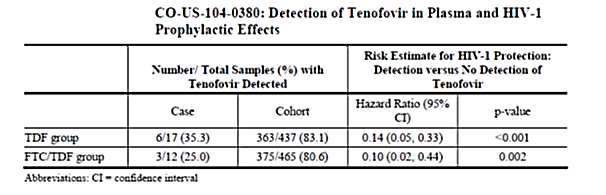 CO-US-104-0380: Detection of Tenofovir in Plasma and HIV-1
Prophylactic Effects
Number/ Total Samples (%) with
Tenofovir Detected
Risk Estimate for HIV-1 Protection:
Detection versus No Detection of
Tenofovir
Case
Cohort
Hazard Ratio (95%
CI)
p-value
TDF group
6/17 (35.3)
363/437 (83.1)
0.14 (0.05, 0.33)
<0.001
FTC/TDF group
3/12 (25.0)
375/465 (80.6)
0.10 (0.02, 0.44)
0.002
Abbreviations: CI = confidence interval